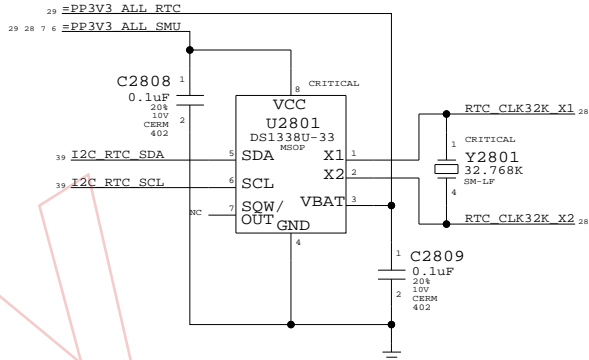 29 =PP3V3_ALL_RTC
29 28 7 6 =PP3V3_ALL_SMU
C2808 1
0.1uF
20%
10V
CERM
402
2
8 CRITICAL
VCC
U2801
DS1338U-33
MSOP
39 I2C_RTC_SDA 5 SDA
39 I2C_RTC_SCL 6 SCL
NC 7 SQW/
OUT
X1 1
X2 2
VBAT 3
GND
4
RTC_CLK32K_X1 28
1 CRITICAL
Y2801
32.768K
SM-LF
4
RTC_CLK32K_X2 28
1 C2809
0.1uF
20%
10V
CERM
402
2